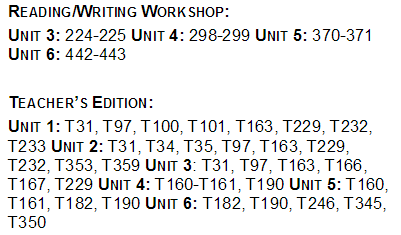 READING/WRITING WORKSHOP:
UNIT 3: 224-225 UNIT 4: 298-299 UNIT 5: 370-371
UNIT 6: 442-443
TEACHER'S EDITION:
UNIT 1: T31, T97, T100, T101, T163, T229, T232,
T233 UNIT 2: T31, T34, T35, T97, T163, T229,
T232, T353, T359 UNIT 3: T31, T97, T163, T166,
T167, T229 UNIT 4: T160-T161, T190 UNIT 5: T160,
T161, T182, T190 UNIT 6: T182, T190, T246, T345,
T350